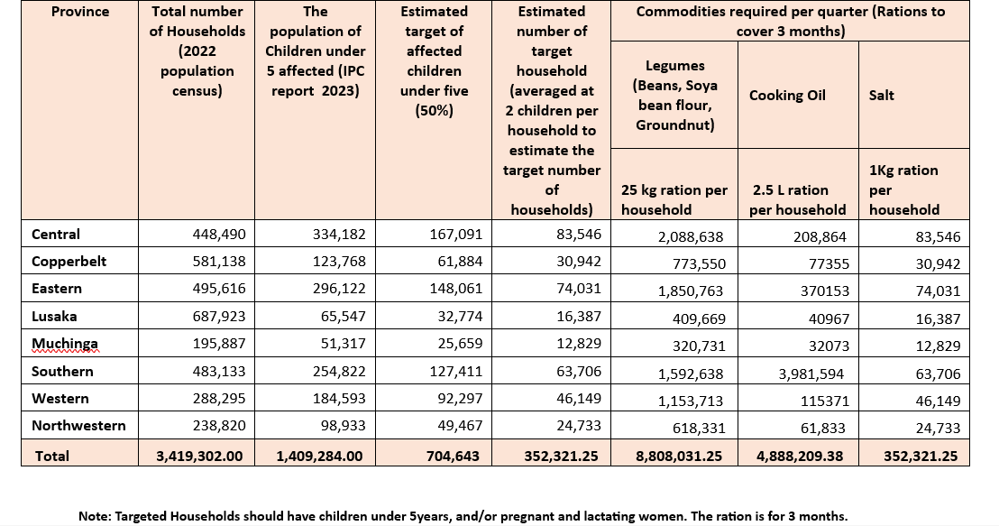 Province
Total number
of Households
(2022
population
census)
The
population of
Children under
5 affected (IPC
report 2023)
Estimated
target of
affected
children
under five
(50%)
Estimated
number of
target
household
(averaged at
2 children per
household to
estimate the
target number
of
households)
Commodities required per quarter (Rations to
cover 3 months)
Legumes
(Beans, Soya
bean flour,
Groundnut)
Cooking Oil
Salt
25 kg ration per
household
2.5 L ration
per household
1Kg ration
per
household
Central 448,490 334,182 167,091 83,546 2,088,638 208,864 83,546
Copperbelt 581,138 123,768 61,884 30,942 773,550 77355 30,942
Eastern 495,616 296,122 148,061 74,031 1,850,763 370153 74,031
Lusaka 687,923 65,547 32,774 16,387 409,669 40967 16,387
Muchinga 195,887 51,317 25,659 12,829 320,731 32073 12,829
Southern 483,133 254,822 127,411 63,706 1,592,638 3,981,594 63,706
Western 288,295 184,593 92,297 46,149 1,153,713 115371 46,149
Northwestern 238,820 98,933 49,467 24,733 618,331 61,833 24,733
Total 3,419,302.00 1,409,284.00 704,643 352,321.25 8,808,031.25 4,888,209.38 352,321.25
Note: Targeted Households should have children under 5years, and/or pregnant and lactating women. The ration is for 3 months.